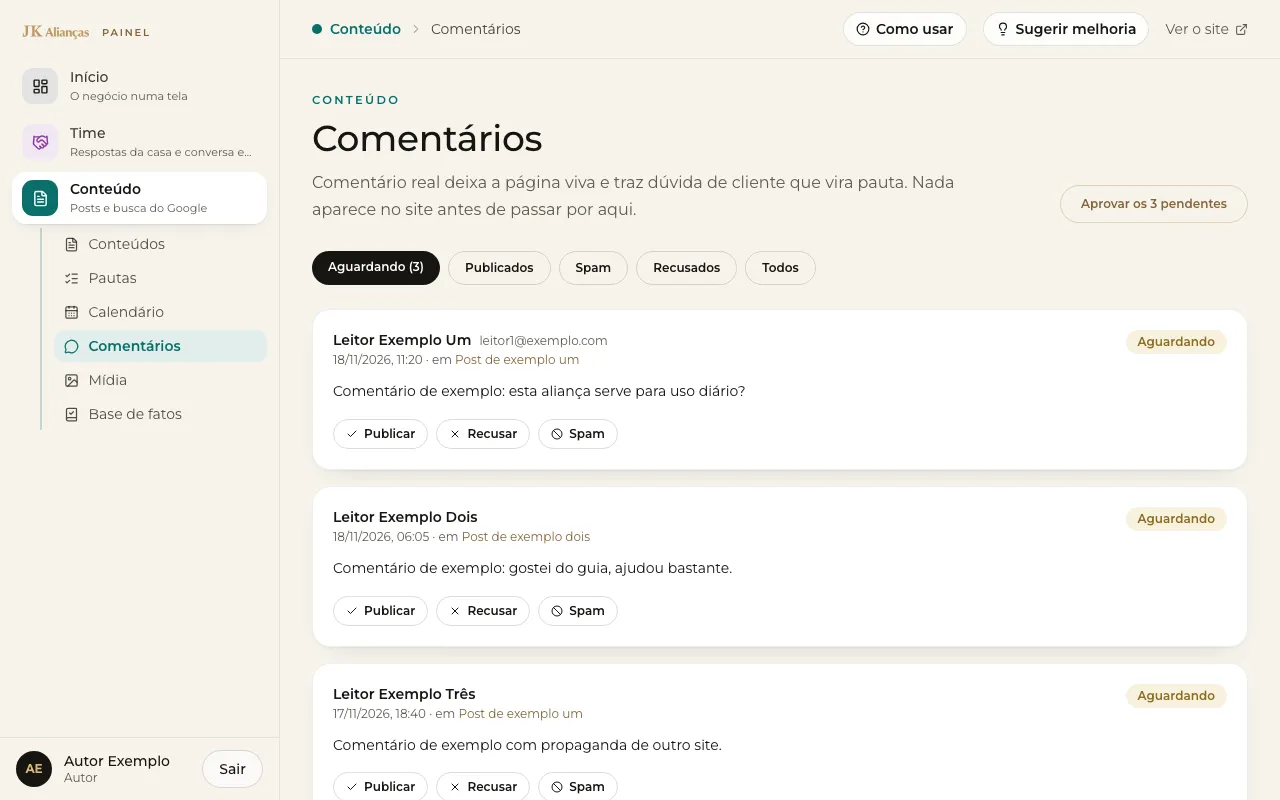 JK Alianças PAINEL
Início
O negócio numa tela
Time
Respostas da casa e conversa e...
Conteúdo
Posts e busca do Google
Conteúdos
Pautas
Calendário
Comentários
Mídia
Base de fatos
AE
Autor Exemplo
Autor
Sair
Conteúdo > Comentários
Como usar
Sugerir melhoria
Ver o site
CONTEÚDO
Comentários
Comentário real deixa a página viva e traz dúvida de cliente que vira pauta. Nada
aparece no site antes de passar por aqui.
Aprovar os 3 pendentes
Aguardando (3)
Publicados
Spam
Recusados
Todos
Leitor Exemplo Um leitor1@exemplo.com
Aguardando
18/11/2026, 11:20 · em Post de exemplo um
Comentário de exemplo: esta aliança serve para uso diário?
Publicar
Recusar
Spam
Leitor Exemplo Dois
Aguardando
18/11/2026, 06:05 · em Post de exemplo dois
Comentário de exemplo: gostei do guia, ajudou bastante.
Publicar
Recusar
Spam
Leitor Exemplo Três
Aguardando
17/11/2026, 18:40 · em Post de exemplo um
Comentário de exemplo com propaganda de outro site.
Publicar
Recusar
Spam